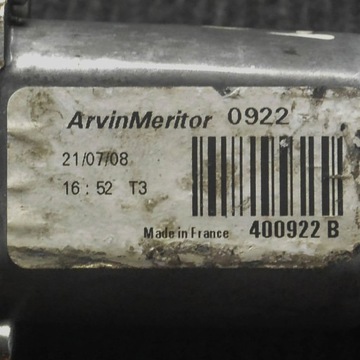 ArvinMeritor 0922
21/07/08
16 : 52 T3
Made in France 400922 B